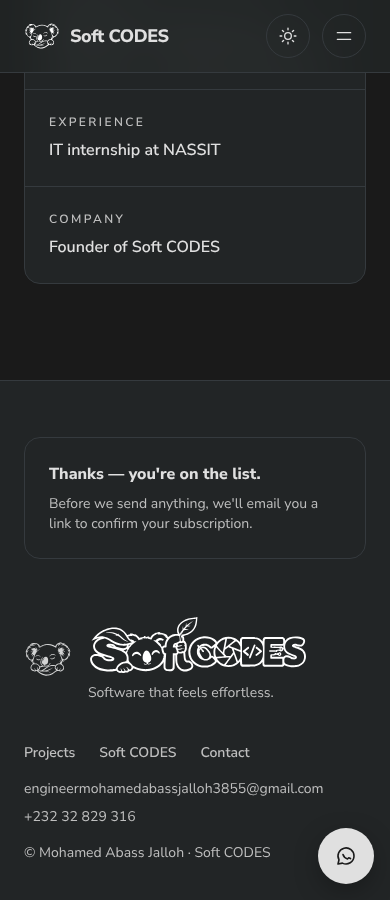 Soft CODES
EXPERIENCE
IT internship at NASSIT
COMPANY
Founder of Soft CODES
Thanks — you're on the list.
Before we send anything, we'll email you a
link to confirm your subscription.
SoftCODES
Software that feels effortless.
Projects Soft CODES Contact
engineermohamedabassjalloh3855@gmail.com
+232 32 829 316
© Mohamed Abass Jalloh · Soft CODES